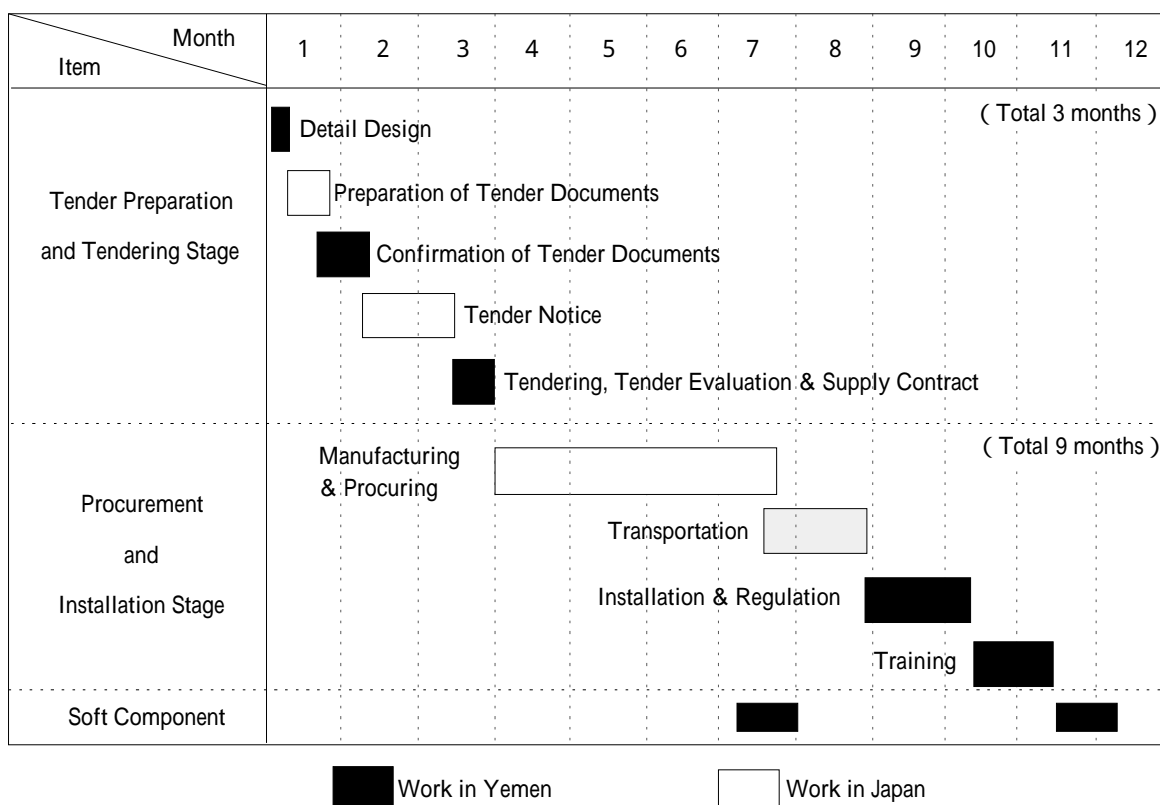 Month
Item
1 2 3 4 5 6 7 8 9 10 11 12
( Total 3 months )
Detail Design
Preparation of Tender Documents
Tender Preparation
and Tendering Stage
Confirmation of Tender Documents
Tender Notice
Tendering, Tender Evaluation & Supply Contract
( Total 9 months )
Manufacturing
& Procuring
Procurement
and
Installation Stage
Transportation
Installation & Regulation
Training
Soft Component
Work in Yemen
Work in Japan